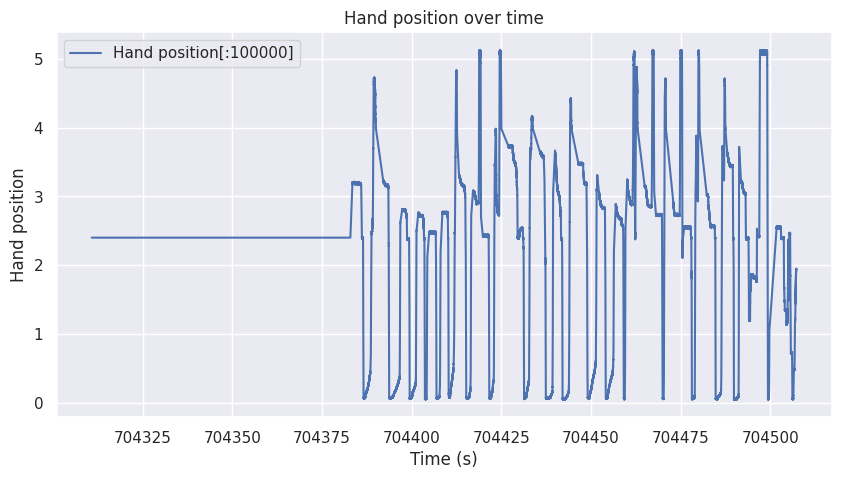 Hand position over time
Hand position[:100000]
5
4
3
2
1
0
Hand position
704325 704350 704375 704400 704425 704450 704475 704500
Time (s)